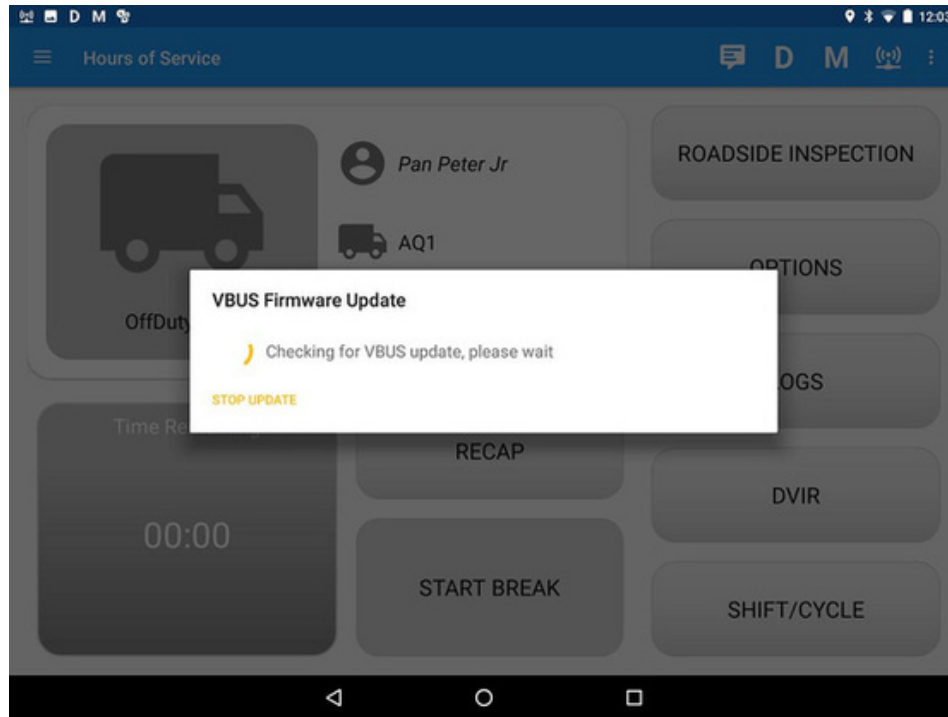 D M 12:03
Hours of Service D M
Pan Peter Jr
AQ1
OffDuty
VBUS Firmware Update
Checking for VBUS update, please wait
STOP UPDATE
Time
00:00
RECAP
START BREAK
ROADSIDE INSPECTION
OPTIONS
LOGS
DVIR
SHIFT/CYCLE